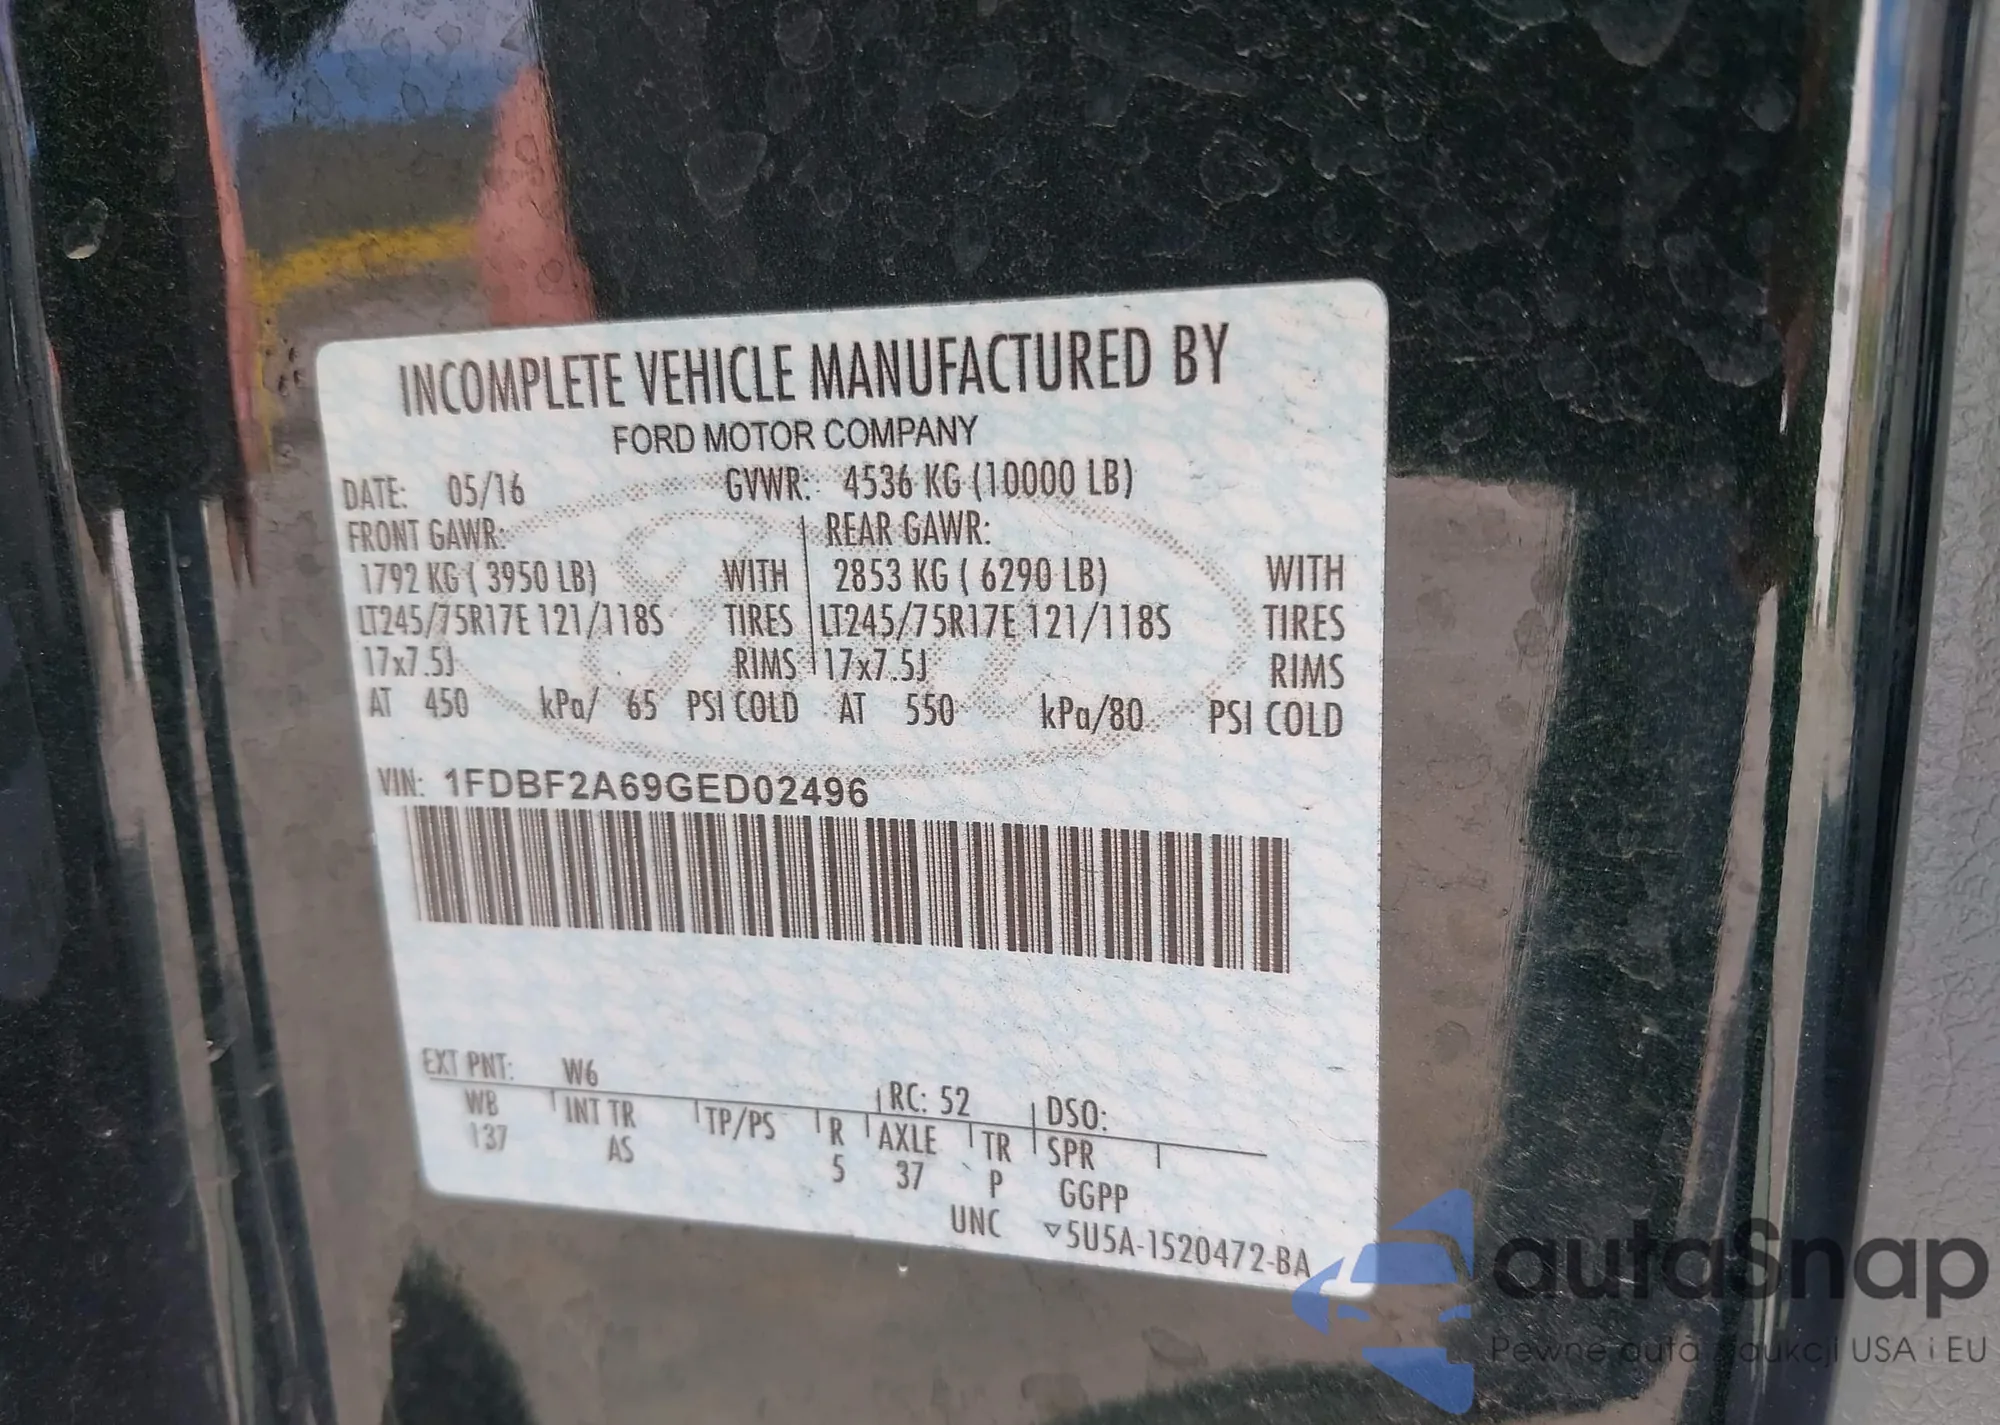 INCOMPLETE VEHICLE MANUFACTURED BY
FORD MOTOR COMPANY
DATE: 05/16 GVWR: 4536 KG (10000 LB)
FRONT GAWR: REAR GAWR:
1792 KG ( 3950 LB) WITH 2853 KG ( 6290 LB) WITH
LT245/75R17E 121/118S TIRES LT245/75R17E 121/118S TIRES
17x7.5J RIMS 17x7.5J RIMS
AT 450 kPa/ 65 PSI COLD AT 550 kPa/80 PSI COLD
VIN: 1FDBF2A69GED02496
EXT PNT: W6 RC: 52 DSO:
WB INT TR TP/PS R AXLE TR SPR
137 AS 5 37 P GGPP
UNC ▽5U5A-1520472-BA
autaSnap
Pewne auta z aukcji USA i EU